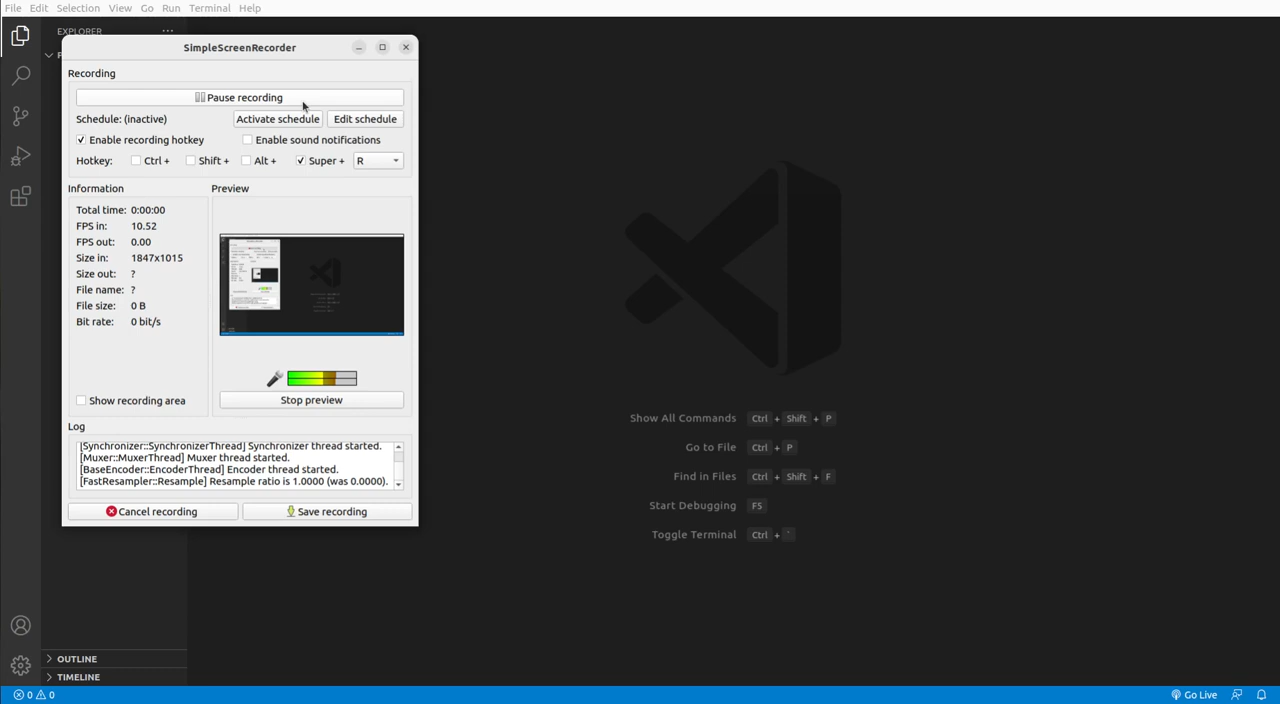 File Edit Selection View Go Run Terminal Help
EXPLORER
SimpleScreenRecorder
Recording
Pause recording
Schedule: (inactive) Activate schedule Edit schedule
Enable recording hotkey Enable sound notifications
Hotkey: Ctrl + Shift + Alt + Super + R
Information
Total time: 0:00:00
FPS in: 10.52
FPS out: 0.00
Size in: 1847x1015
Size out: ?
File name: ?
File size: 0 B
Bit rate: 0 bit/s
Show recording area
Preview
Stop preview
Log
[Synchronizer::SynchronizerThread] Synchronizer thread started.
[Muxer::MuxerThread] Muxer thread started.
[BaseEncoder::EncoderThread] Encoder thread started.
[FastResampler::Resample] Resample ratio is 1.0000 (was 0.0000).
Cancel recording Save recording
Show All Commands Ctrl + Shift + P
Go to File Ctrl + P
Find in Files Ctrl + Shift + F
Start Debugging F5
Toggle Terminal Ctrl + `
OUTLINE
TIMELINE
0 0 Go Live